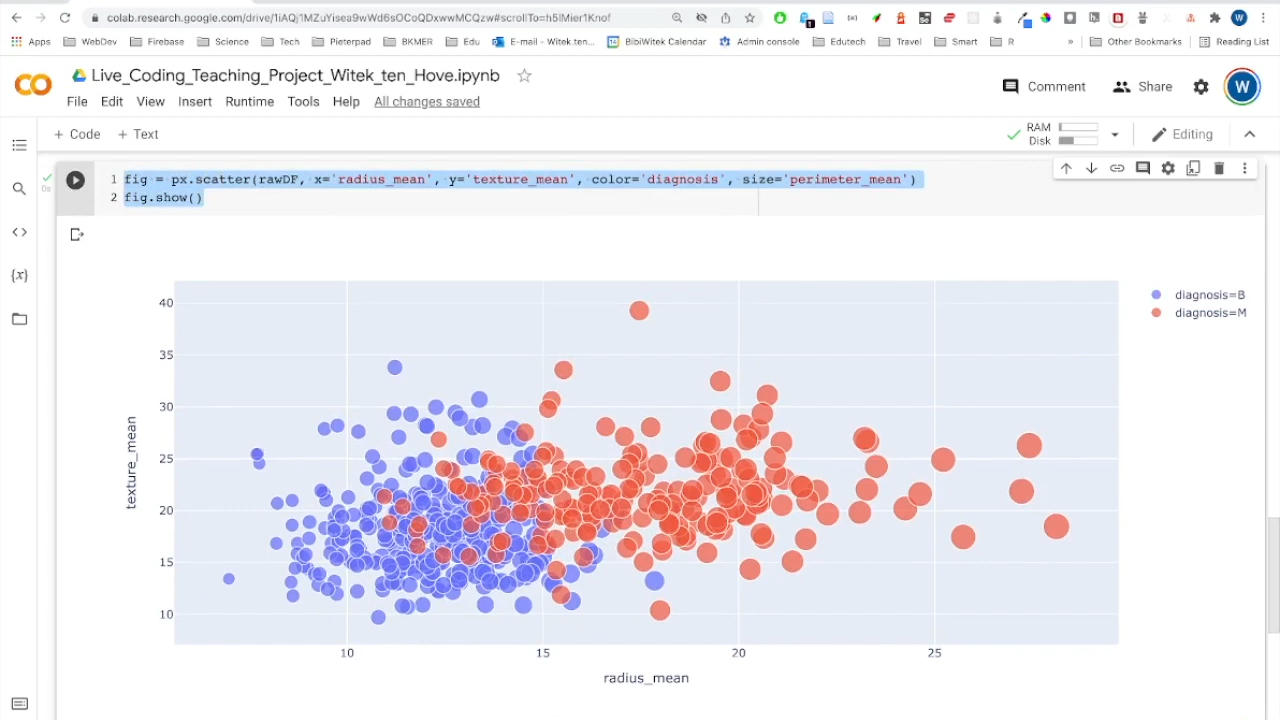 colab.research.google.com/drive/1iAQj1MZuYisea9wWd6sOCoQDxwwMCQzw#scrollTo=h5lMier1Knof
Apps WebDev Firebase Science Tech Pieterpad BKMER Edu E-mail - Witek.ten... BibiWitek Calendar Admin console Edutech Travel Smart R » Other Bookmarks Reading List
Live_Coding_Teaching_Project_Witek_ten_Hove.ipynb
Comment Share W
File Edit View Insert Runtime Tools Help All changes saved
+ Code + Text
RAM
Disk
Editing
1 fig = px.scatter(rawDF, x='radius_mean', y='texture_mean', color='diagnosis', size='perimeter_mean')
2 fig.show()
0s
{x}
diagnosis=B
diagnosis=M
40
35
30
25
20
15
10
texture_mean
10 15 20 25
radius_mean